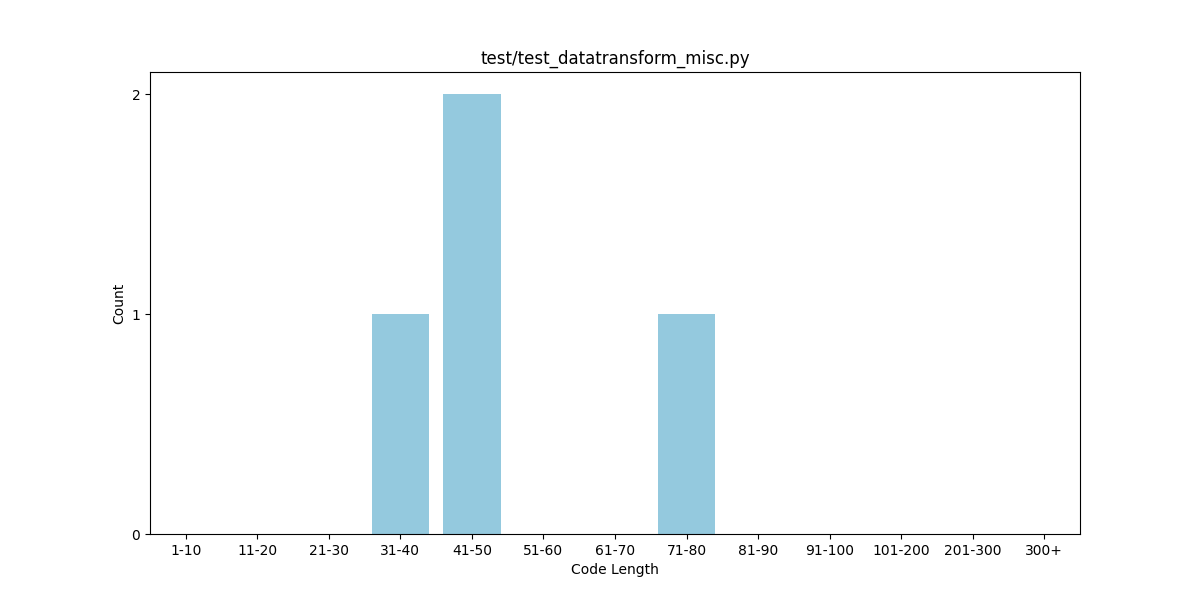 test/test_datatransform_misc.py
2
1
0
Count
1-10 11-20 21-30 31-40 41-50 51-60 61-70 71-80 81-90 91-100 101-200 201-300 300+
Code Length